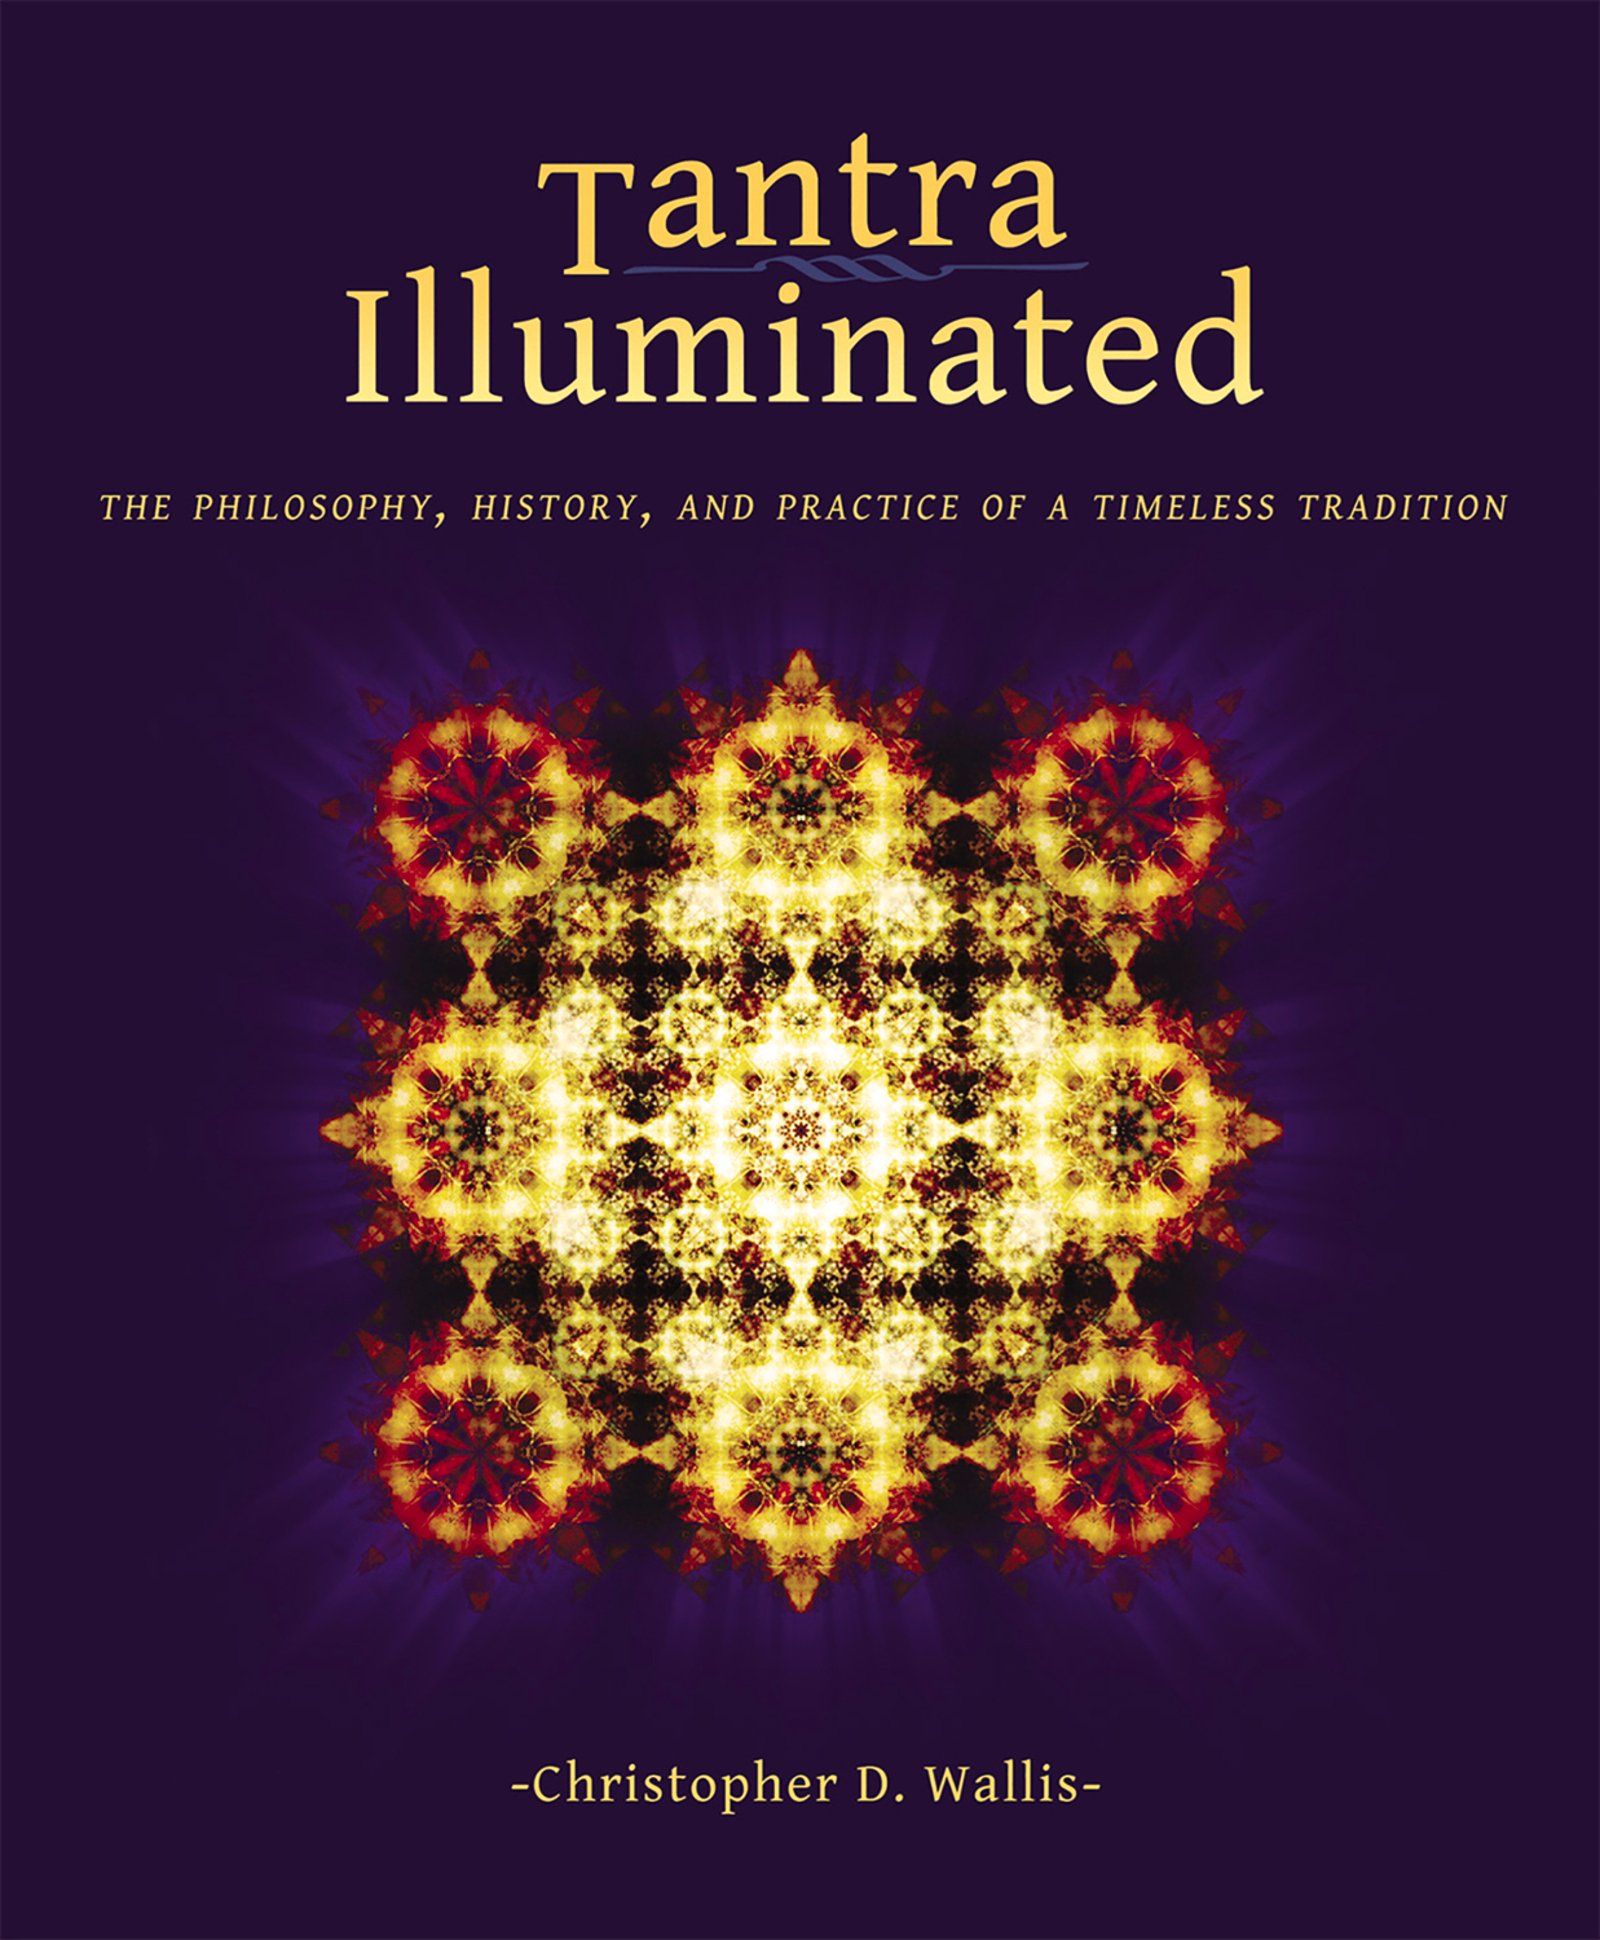 Tantra
Illuminated
THE PHILOSOPHY, HISTORY, AND PRACTICE OF A TIMELESS TRADITION
-Christopher D. Wallis-